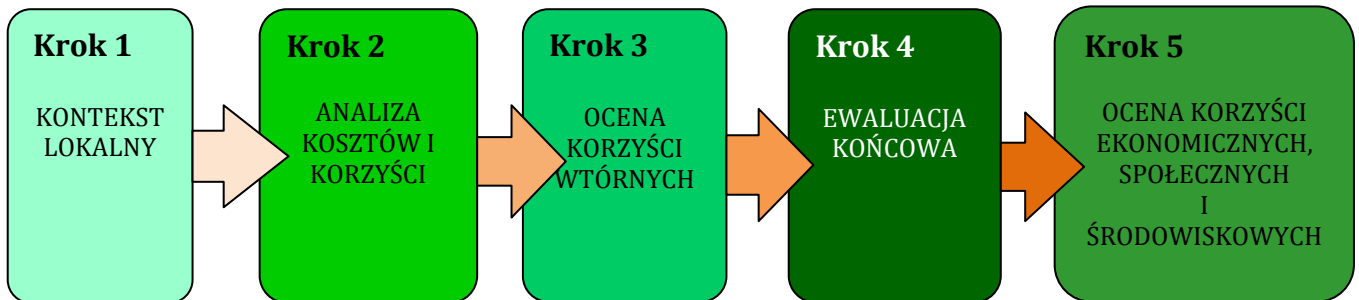 Krok 1
KONTEKST
LOKALNY
Krok 2
ANALIZA
KOSZTÓW I
KORZYŚCI
Krok 3
OCENA
KORZYŚCI
WTÓRNYCH
Krok 4
EWALUACJA
KOŃCOWA
Krok 5
OCENA KORZYŚCI
EKONOMICZNYCH,
SPOŁECZNYCH
I
ŚRODOWISKOWYCH